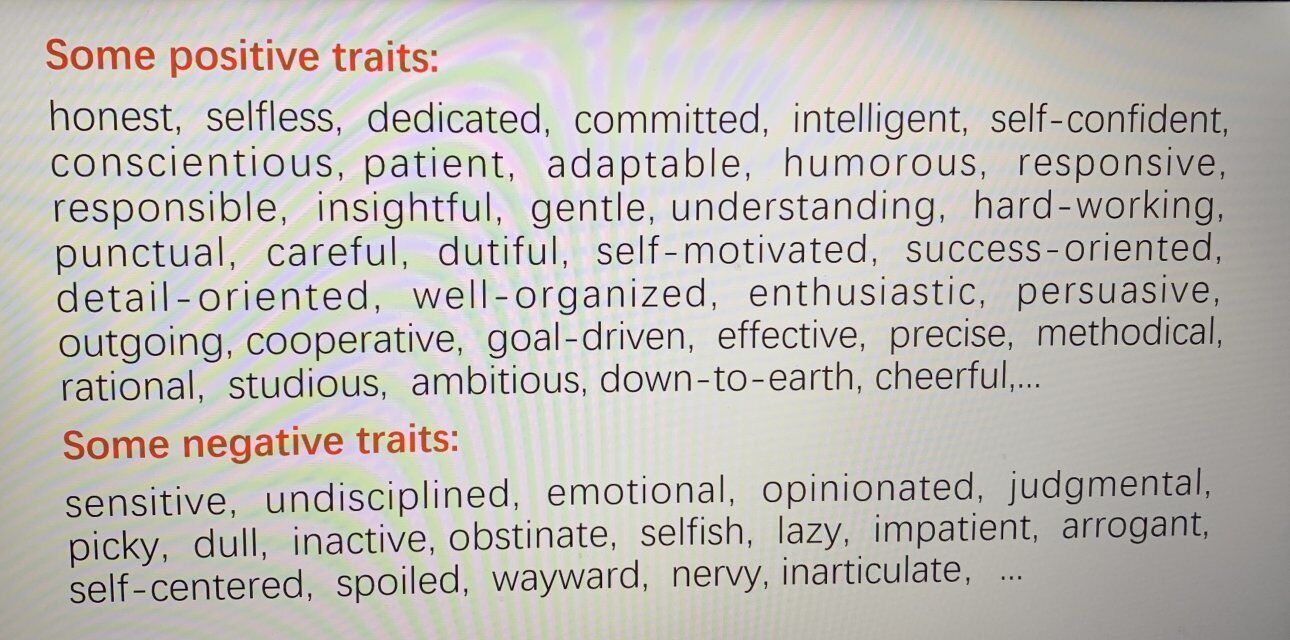 Some positive traits:
honest, selfless, dedicated, committed, intelligent, self-confident,
conscientious, patient, adaptable, humorous, responsive,
responsible, insightful, gentle, understanding, hard-working,
punctual, careful, dutiful, self-motivated, success-oriented,
detail-oriented, well-organized, enthusiastic, persuasive,
outgoing, cooperative, goal-driven, effective, precise, methodical,
rational, studious, ambitious, down-to-earth, cheerful,...
Some negative traits:
sensitive, undisciplined, emotional, opinionated, judgmental,
picky, dull, inactive, obstinate, selfish, lazy, impatient, arrogant,
self-centered, spoiled, wayward, nervy, inarticulate, ...